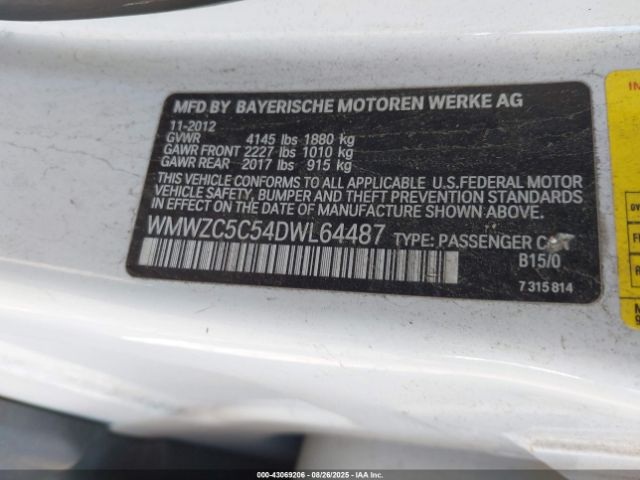 MFD BY BAYERISCHE MOTOREN WERKE AG
11-2012
GVWR 4145 lbs 1880 kg
GAWR FRONT 2227 lbs 1010 kg
GAWR REAR 2017 lbs 915 kg
THIS VEHICLE CONFORMS TO ALL APPLICABLE U.S.FEDERAL MOTOR
VEHICLE SAFETY, BUMPER AND THEFT PREVENTION STANDARDS
IN EFFECT ON THE DATE OF MANUFACTURE SHOWN ABOVE.
WMWZC5C54DWL64487 TYPE: PASSENGER CAR
B15/0
7 315 814
000-43069206 - 08/26/2025 - IAAI.COM